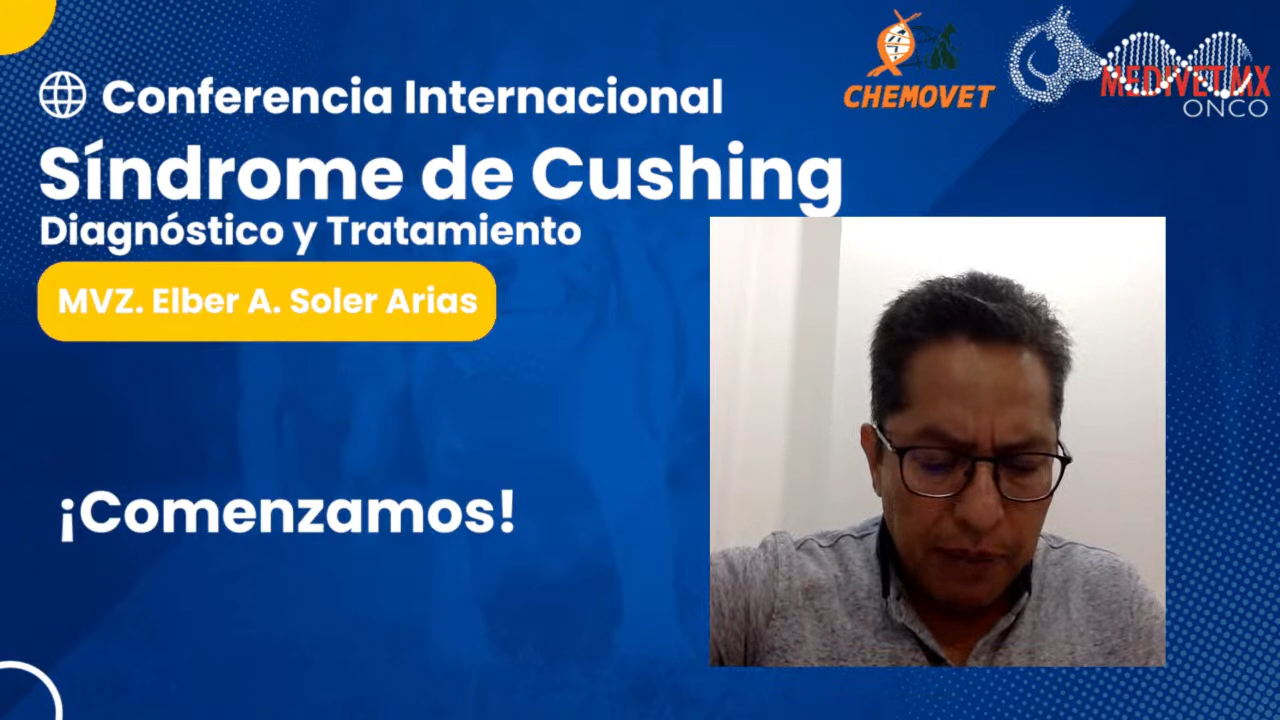 Conferencia Internacional
Síndrome de Cushing
Diagnóstico y Tratamiento
MVZ. Elber A. Soler Arias
¡Comenzamos!
CHEMOVET
MEDIVET.MX
ONCO